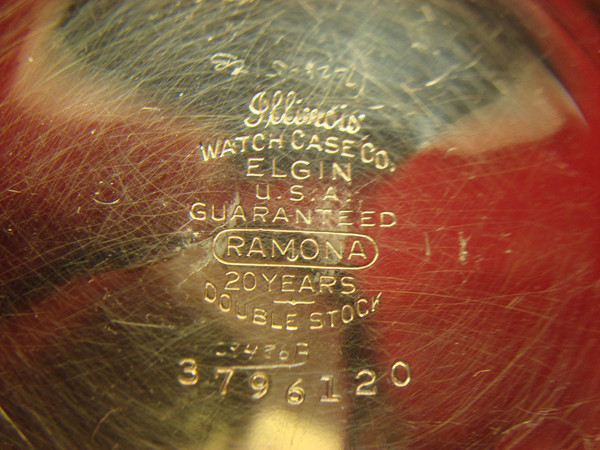 Illinois
WATCH CASE CO.
ELGIN
U.S.A.
GUARANTEED
RAMONA
20 YEARS
DOUBLE STOCK
3796120